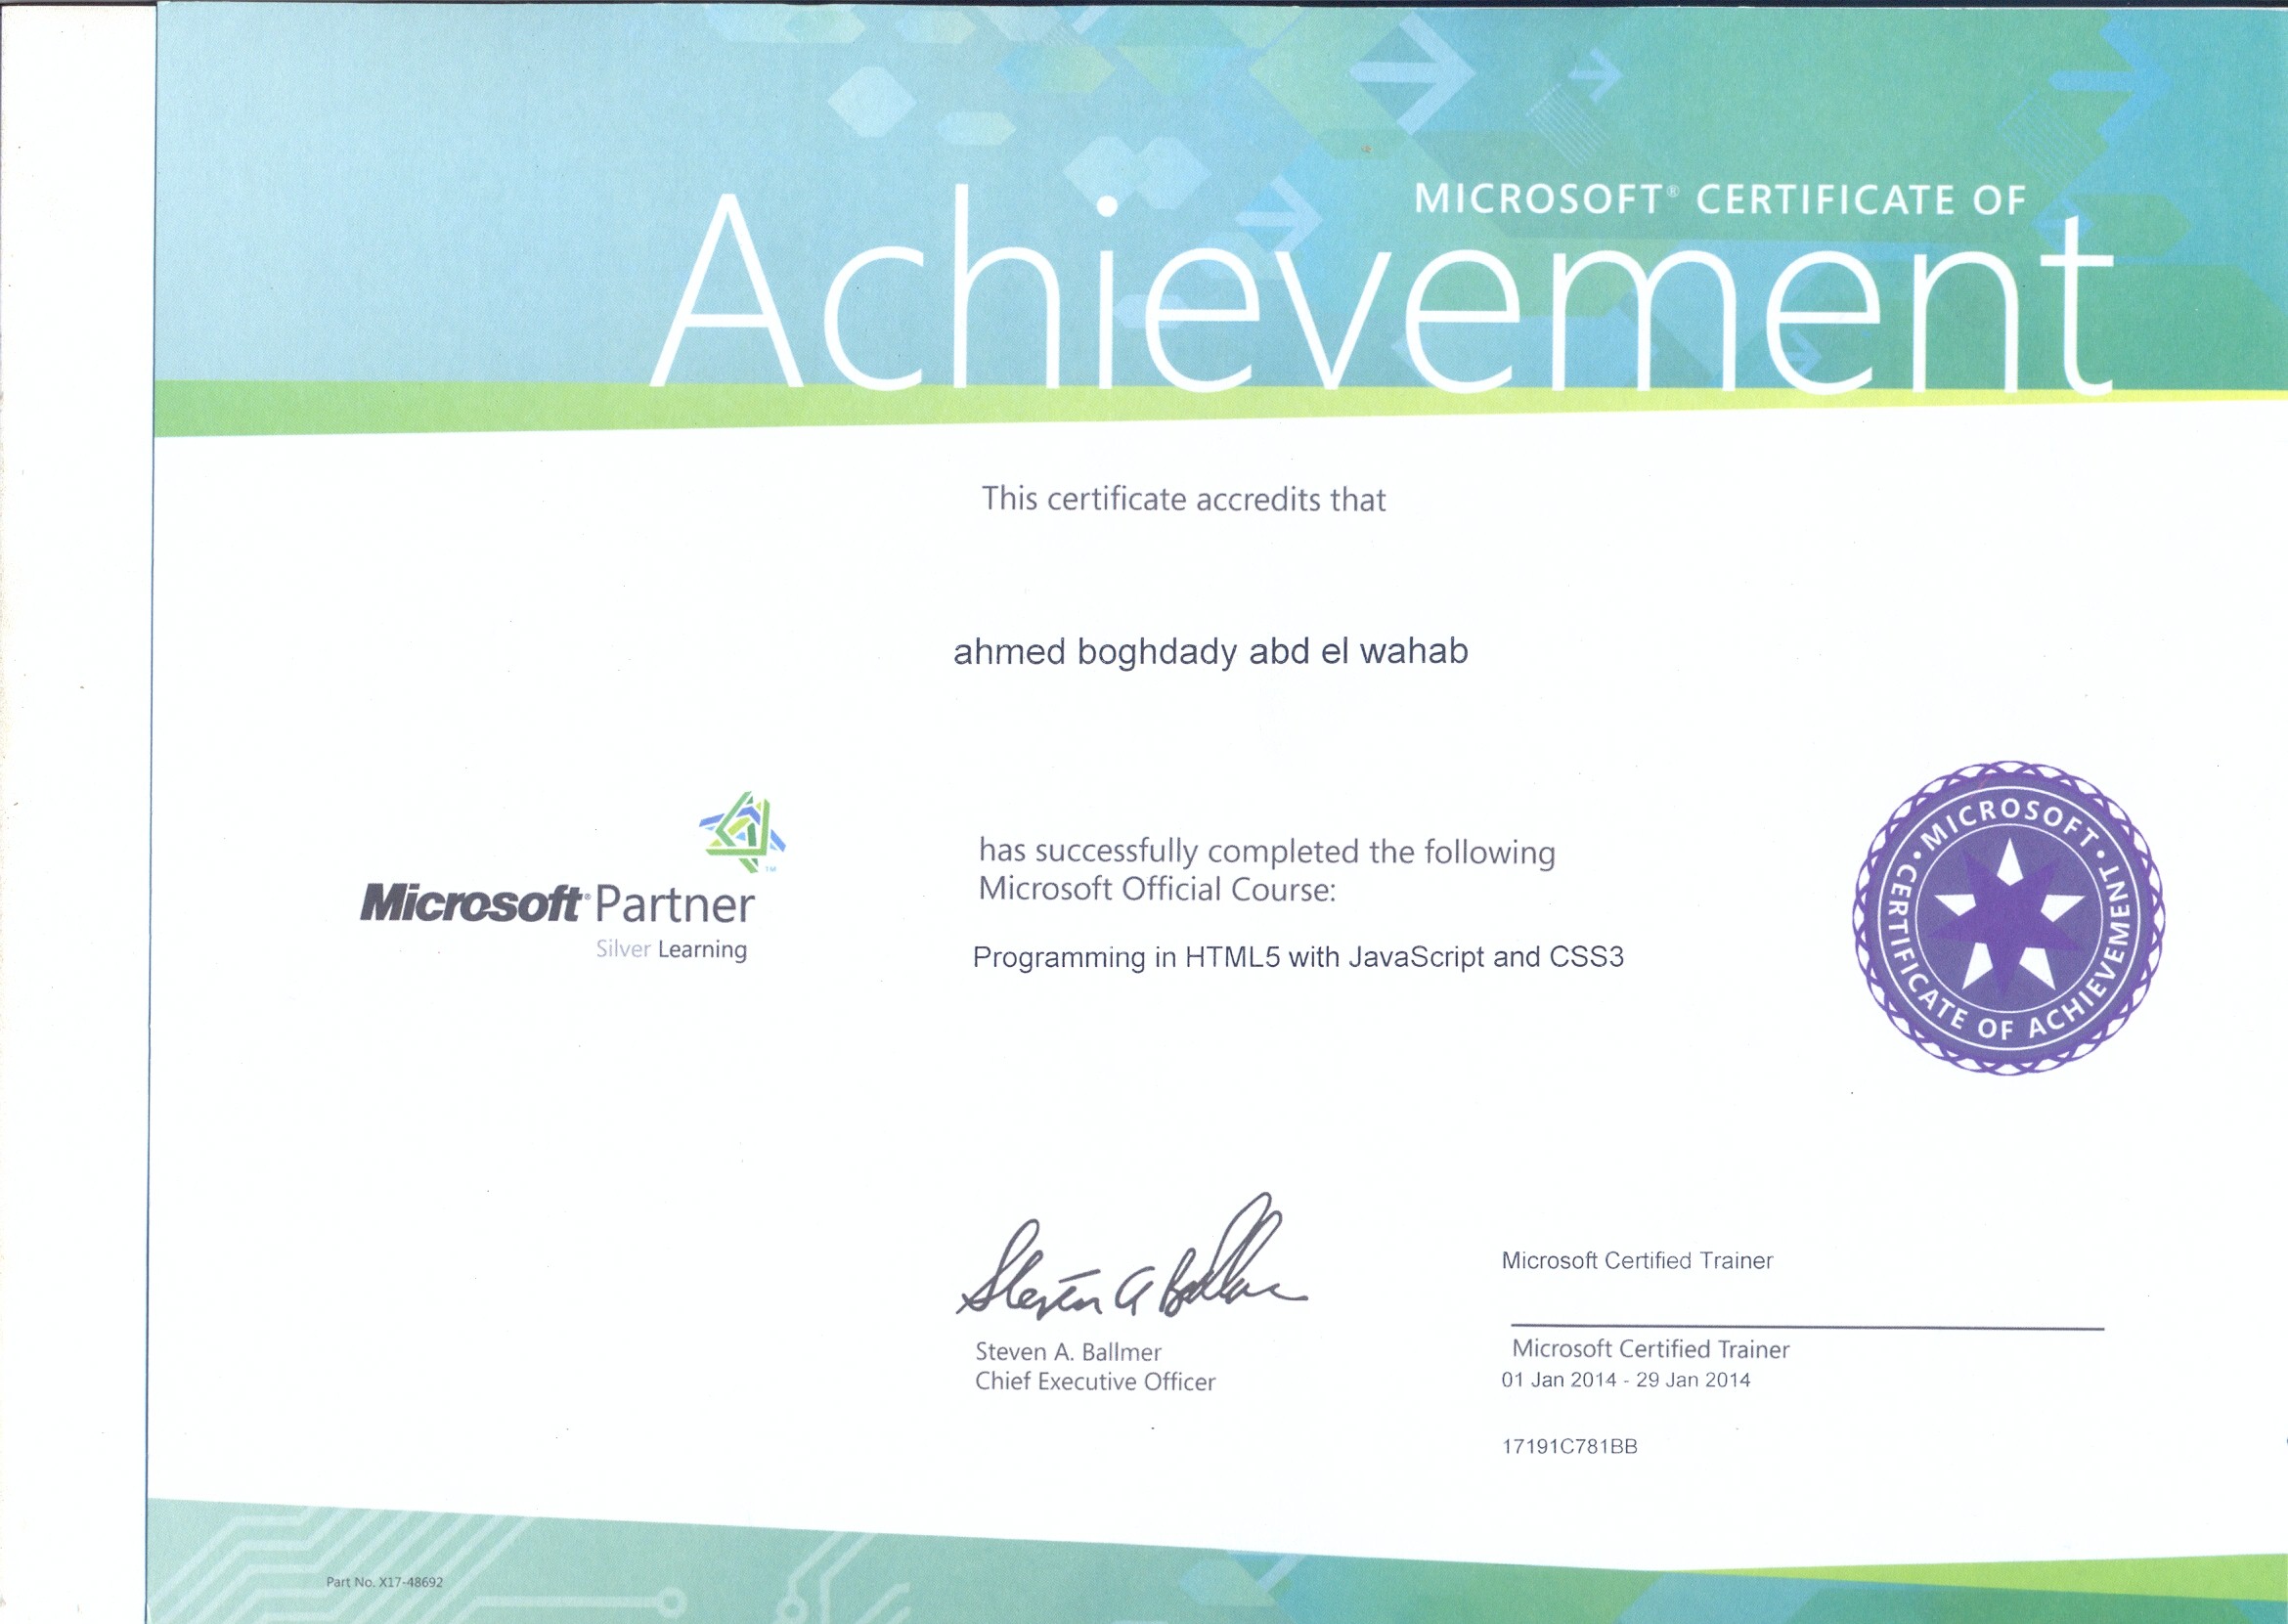 MICROSOFT® CERTIFICATE OF
Achievement
This certificate accredits that
ahmed boghdady abd el wahab
Microsoft® Partner
Silver Learning
has successfully completed the following
Microsoft Official Course:
Programming in HTML5 with JavaScript and CSS3
• MICROSOFT •
CERTIFICATE OF ACHIEVEMENT
Steven A Ballmer
Steven A. Ballmer
Chief Executive Officer
Microsoft Certified Trainer
Microsoft Certified Trainer
01 Jan 2014 - 29 Jan 2014
17191C781BB
Part No. X17-48692